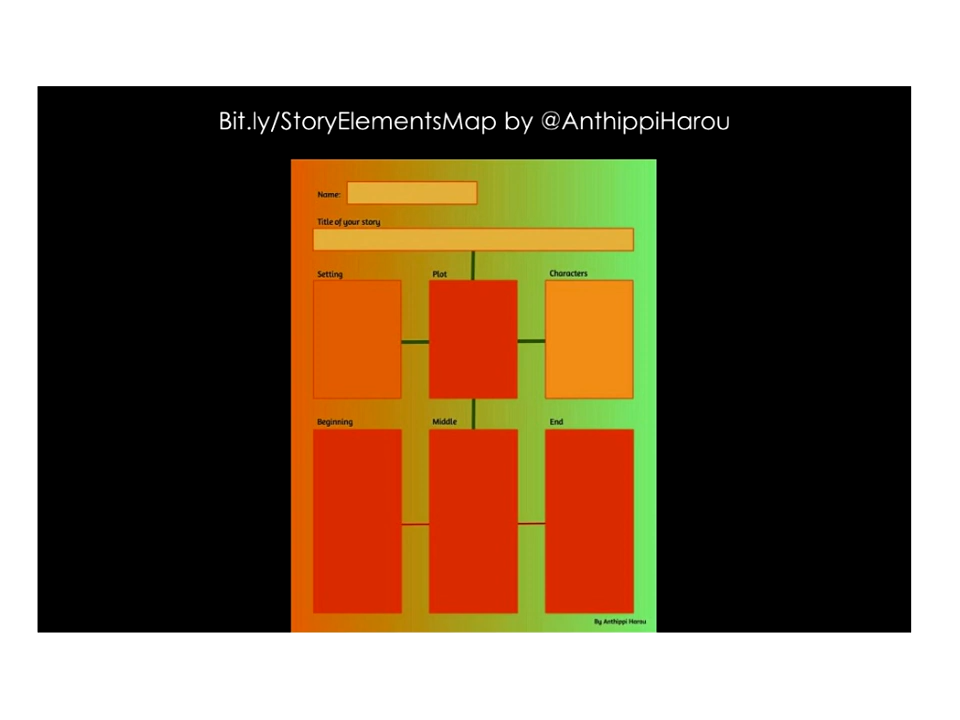 Bit.ly/StoryElementsMap by @AnthippiHarou
Name:
Title of your story
Setting Plot Characters
Beginning Middle End
By Anthippi Harou